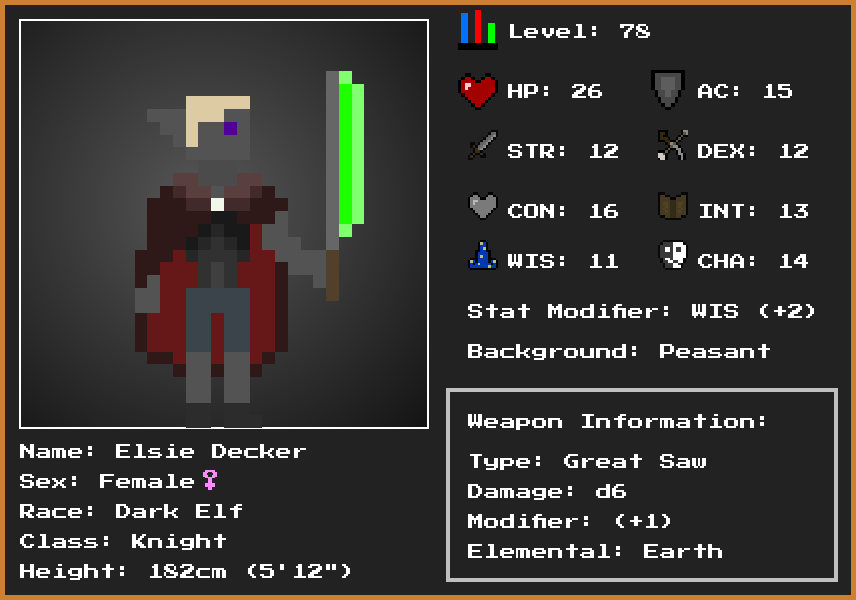 Level: 78
HP: 26 AC: 15
STR: 12 DEX: 12
CON: 16 INT: 13
WIS: 11 CHA: 14
Stat Modifier: WIS (+2)
Background: Peasant
Weapon Information:
Type: Great Saw
Damage: d6
Modifier: (+1)
Elemental: Earth
Name: Elsie Decker
Sex: Female♀
Race: Dark Elf
Class: Knight
Height: 182cm (5'12")